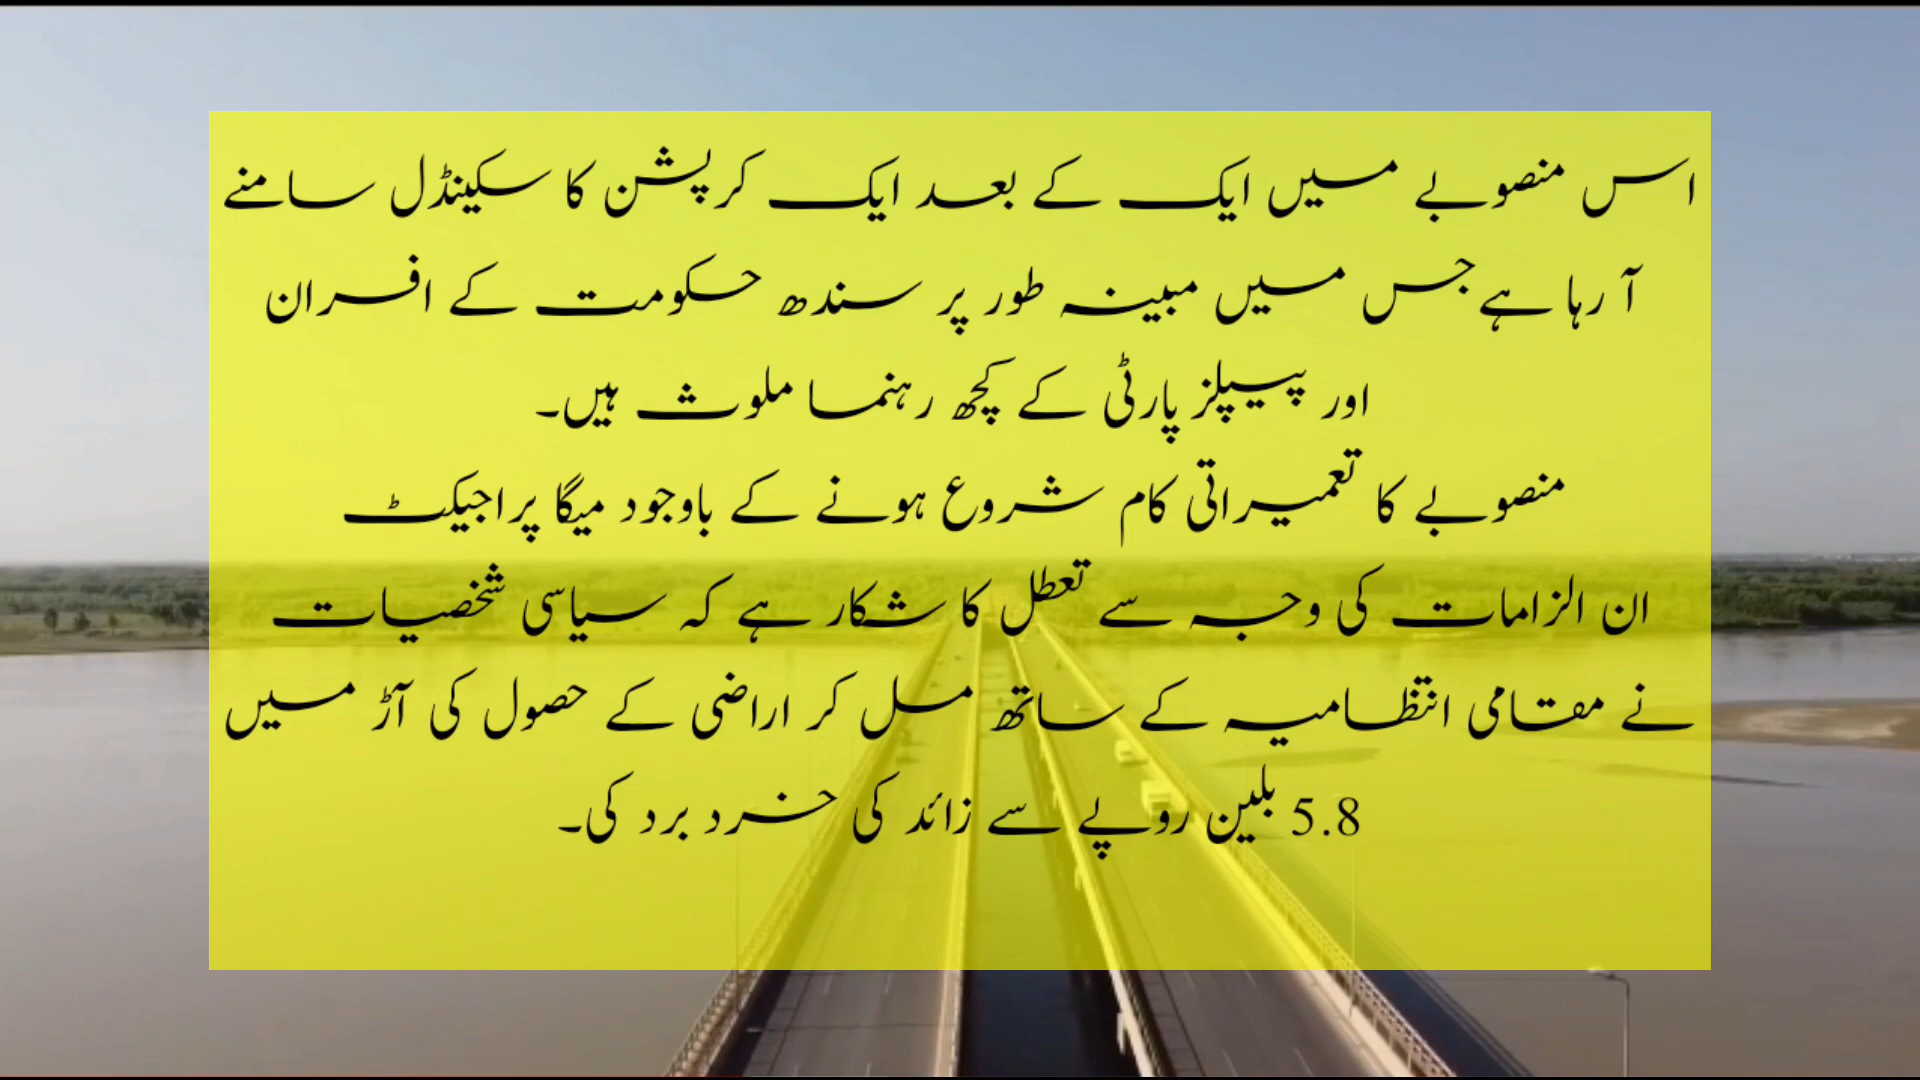 اس منصوبے میں ایک کے بعد ایک کرپشن کا سکینڈل سامنے
آ رہا ہے جس میں مبینہ طور پر سندھ حکومت کے افسران
اور پیپلز پارٹی کے کچھ رہنما ملوث ہیں۔
منصوبے کا تعمیراتی کام شروع ہونے کے باوجود میگا پراجیکٹ
ان الزامات کی وجہ سے تعطل کا شکار ہے کہ سیاسی شخصیات
نے مقامی انتظامیہ کے ساتھ مل کر اراضی کے حصول کی آڑ میں
5.8 بلین روپے سے زائد کی خرد برد کی۔